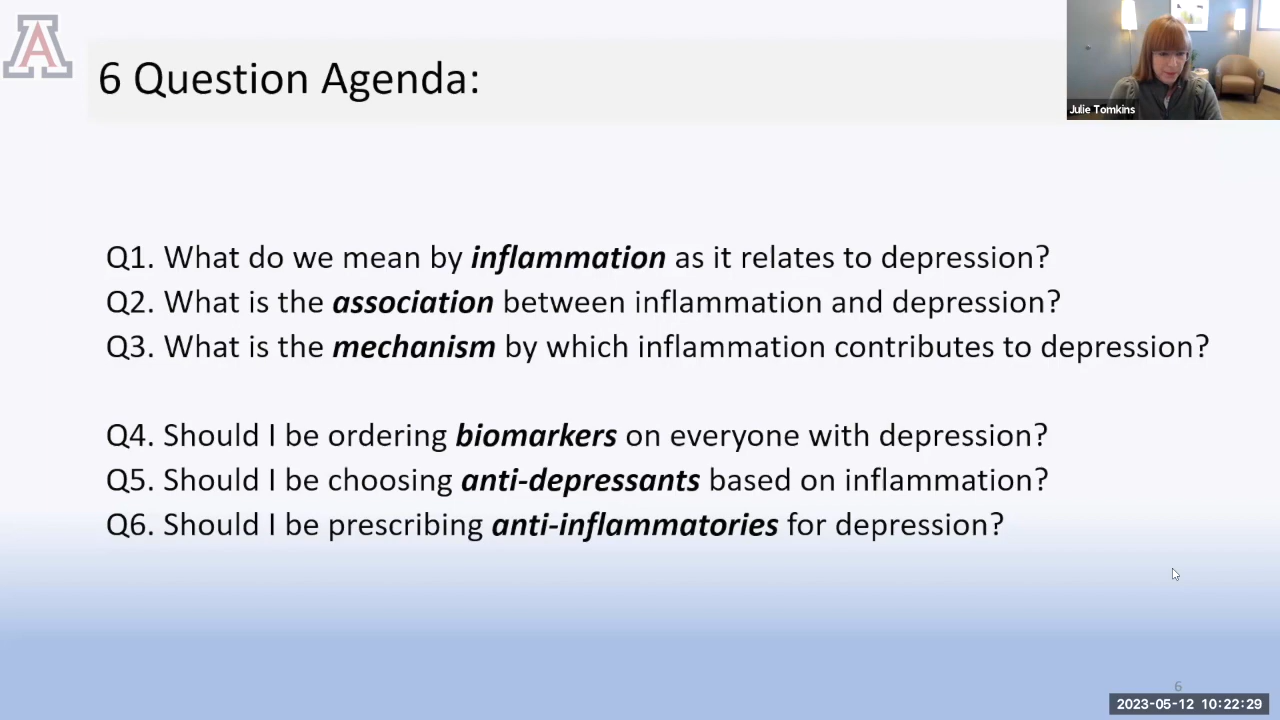 A
6 Question Agenda:
Julie Tomkins
Q1. What do we mean by inflammation as it relates to depression?
Q2. What is the association between inflammation and depression?
Q3. What is the mechanism by which inflammation contributes to depression?
Q4. Should I be ordering biomarkers on everyone with depression?
Q5. Should I be choosing anti-depressants based on inflammation?
Q6. Should I be prescribing anti-inflammatories for depression?
6
2023-05-12 10:22:29